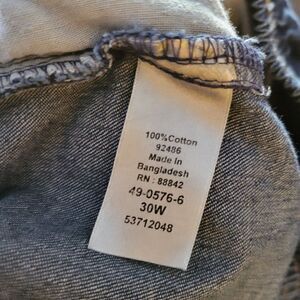 100%Cotton
92486
Made In
Bangladesh
RN : 88842
49-0576-6
30W
53712048